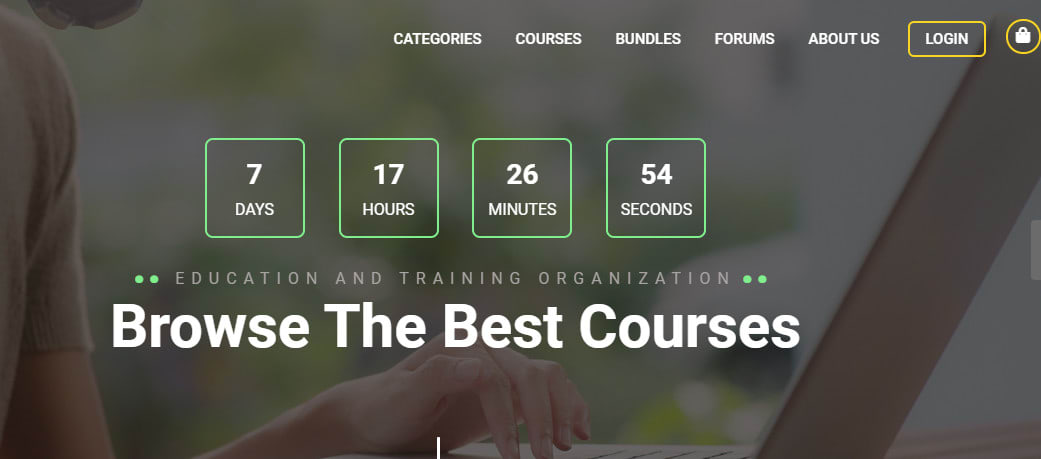 CATEGORIES COURSES BUNDLES FORUMS ABOUT US LOGIN
7 17 26 54
DAYS HOURS MINUTES SECONDS
EDUCATION AND TRAINING ORGANIZATION
Browse The Best Courses